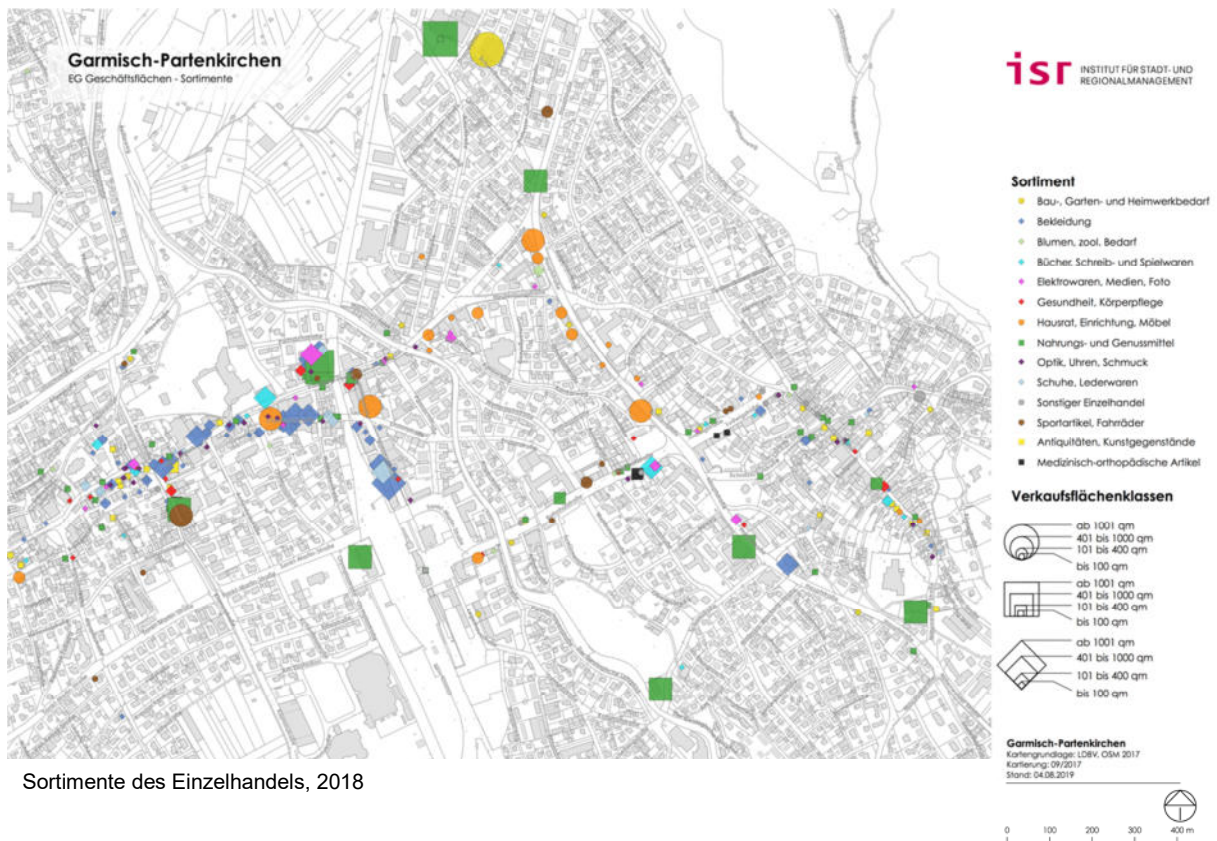 Garmisch-Partenkirchen
EG Geschäftsflächen - Sortimente
isr INSTITUT FÜR STADT- UND
REGIONALMANAGEMENT
Sortiment
Bau-, Garten- und Heimwerkbedarf
Bekleidung
Blumen, zool. Bedarf
Bücher, Schreib- und Spielwaren
Elektrowaren, Medien, Foto
Gesundheit, Körperpflege
Hausrat, Einrichtung, Möbel
Nahrungs- und Genussmittel
Optik, Uhren, Schmuck
Schuhe, Lederwaren
Sonstiger Einzelhandel
Sportartikel, Fahrräder
Antiquitäten, Kunstgegenstände
Medizinisch-orthopädische Artikel
Verkaufsflächenklassen
ab 1001 qm
401 bis 1000 qm
101 bis 400 qm
bis 100 qm
ab 1001 qm
401 bis 1000 qm
101 bis 400 qm
bis 100 qm
ab 1001 qm
401 bis 1000 qm
101 bis 400 qm
bis 100 qm
Garmisch-Partenkirchen
Kartengrundlage: LDBV, OSM 2017
Kartierung: 09/2017
Stand: 04.08.2019
0 100 200 300 400 m
Sortimente des Einzelhandels, 2018